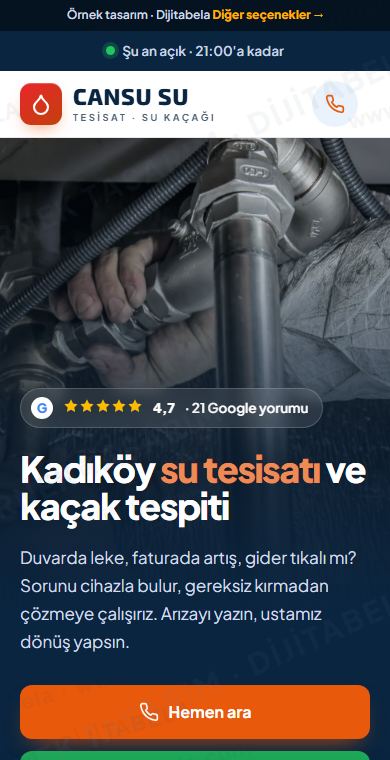 Örnek tasarım · Dijitabela Diğer seçenekler →
Şu an açık · 21:00'a kadar
CANSU SU
TESİSAT · SU KAÇAĞI
G ★★★★★ 4,7 · 21 Google yorumu
Kadıköy su tesisatı ve
kaçak tespiti
Duvarda leke, faturada artış, gider tıkalı mı?
Sorunu cihazla bulur, gereksiz kırmadan
çözmeye çalışırız. Arızayı yazın, ustamız
dönüş yapsın.
Hemen ara